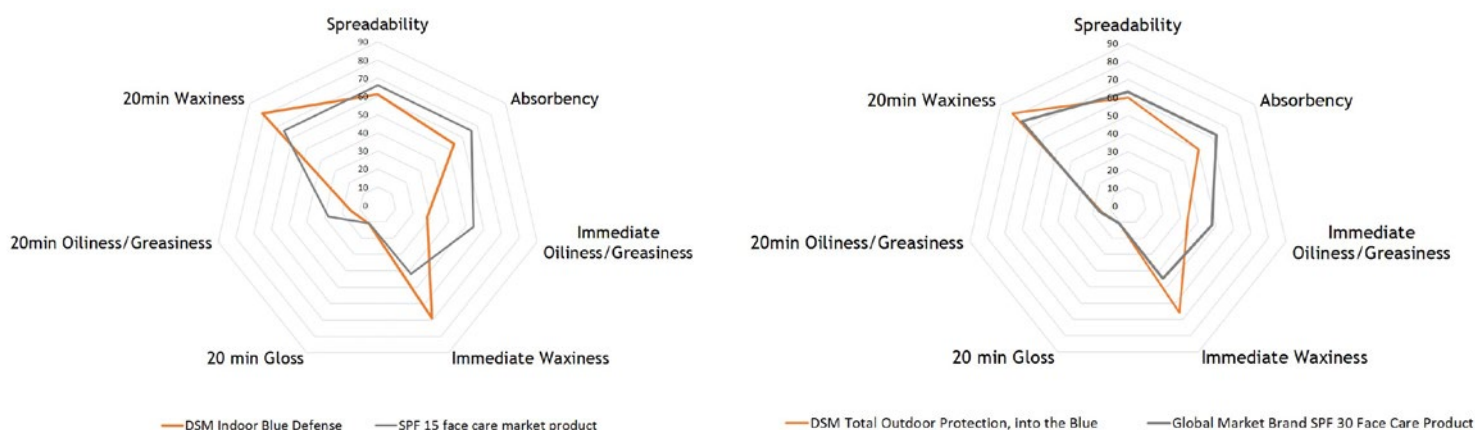 Spreadability
90
80
70
60
50
40
30
20
10
0
20min Waxiness
Absorbency
20min Oiliness/Greasiness
Immediate
Oiliness/Greasiness
20 min Gloss
Immediate Waxiness
DSM Indoor Blue Defense
SPF 15 face care market product
Spreadability
90
80
70
60
50
40
30
20
10
0
20min Waxiness
Absorbency
20min Oiliness/Greasiness
Immediate
Oiliness/Greasiness
20 min Gloss
Immediate Waxiness
DSM Total Outdoor Protection, Into the Blue
Global Market Brand SPF 30 Face Care Product